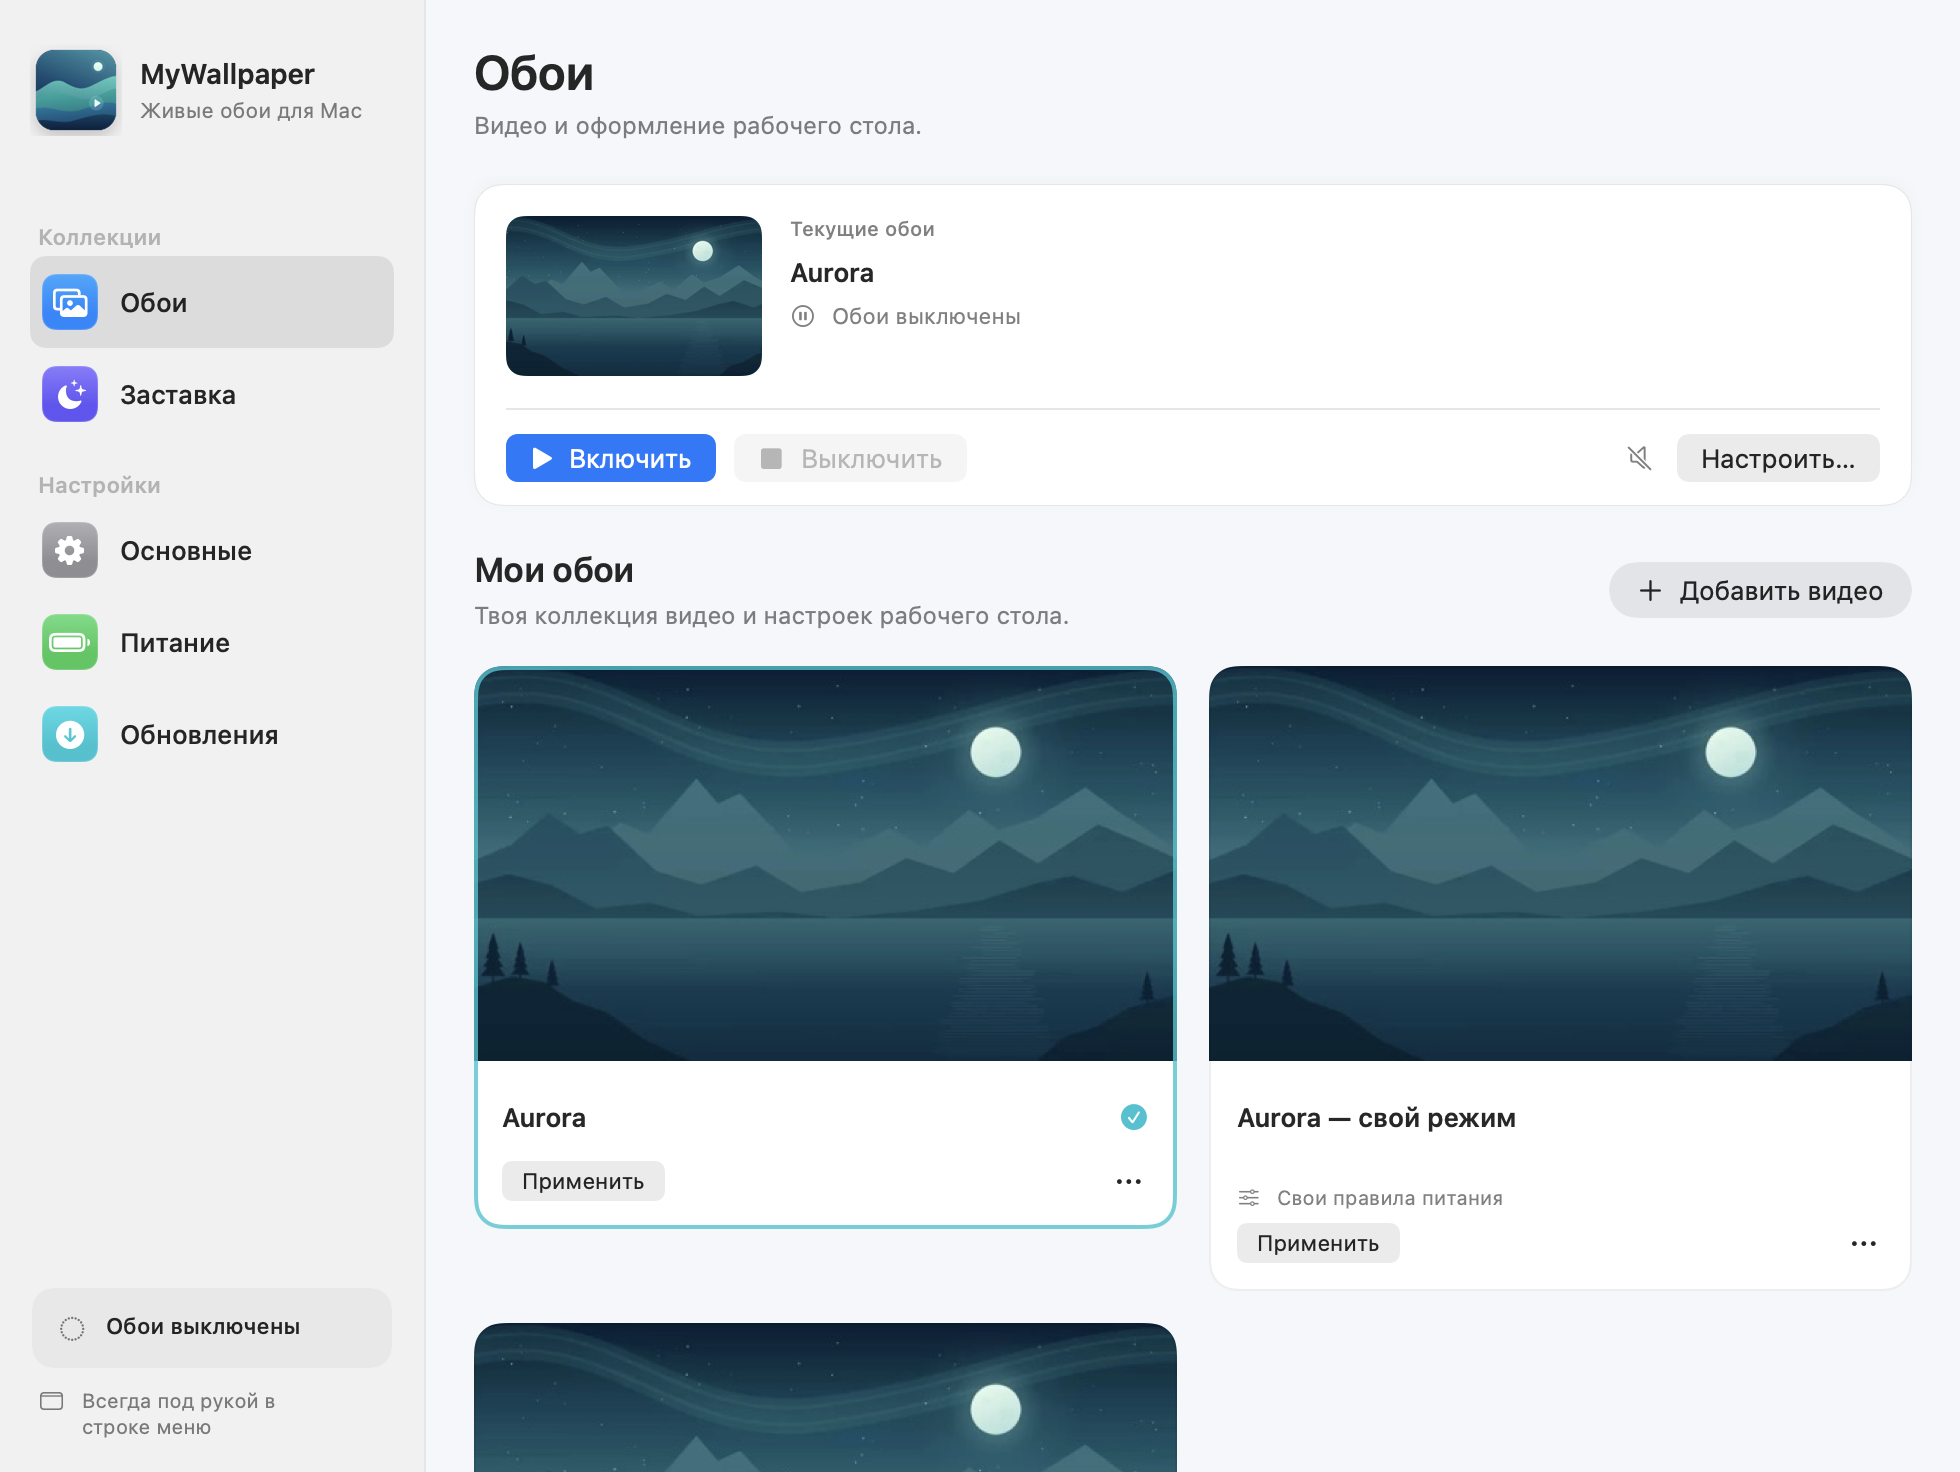 MyWallpaper
Живые обои для Mac
Коллекции
Обои
Заставка
Настройки
Основные
Питание
Обновления
Обои выключены
Всегда под рукой в
строке меню
Обои
Видео и оформление рабочего стола.
Текущие обои
Aurora
Обои выключены
Включить
Выключить
Настроить...
Мои обои
Твоя коллекция видео и настроек рабочего стола.
Добавить видео
Aurora
Применить
Aurora — свой режим
Свои правила питания
Применить